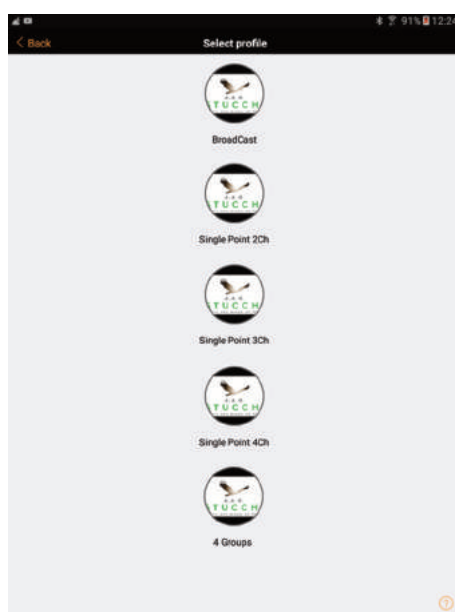 91% 12:24
< Back
Select profile
TUCCH
BroadCast
TUCCH
Single Point 2Ch
TUCCH
Single Point 3Ch
TUCCH
Single Point 4Ch
TUCCH
4 Groups
?